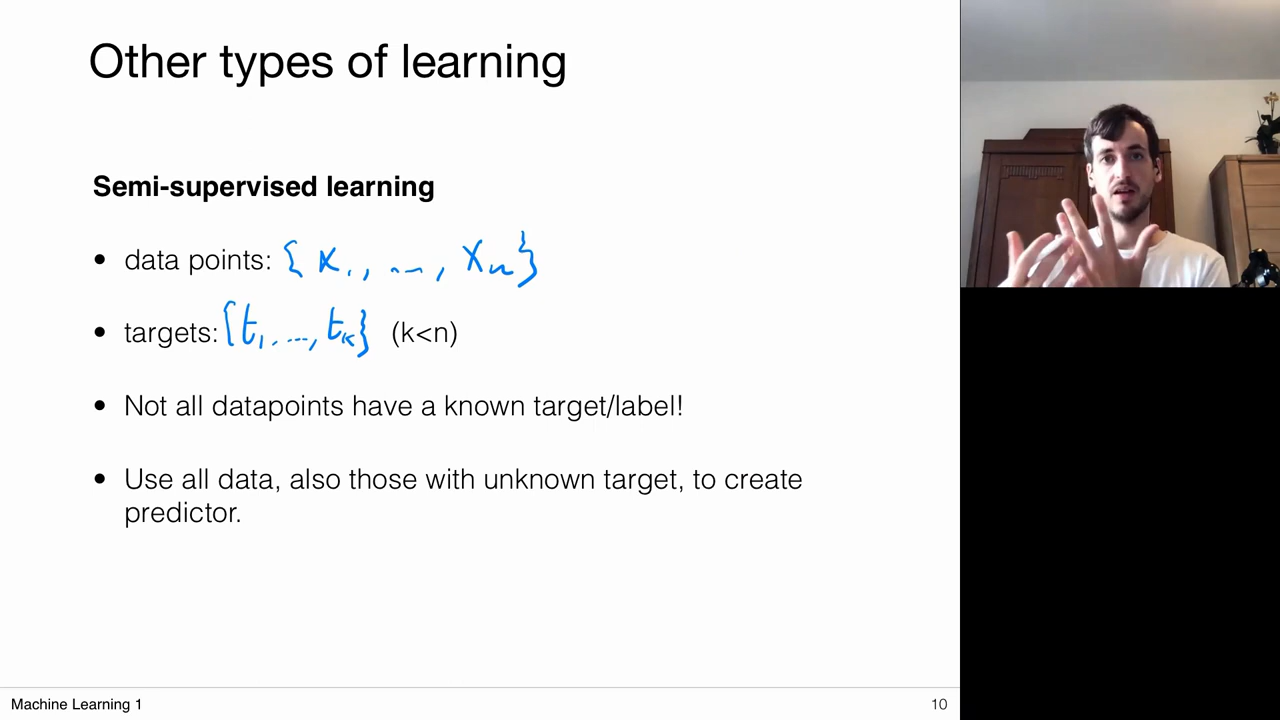 Other types of learning
Semi-supervised learning
• data points: {x1, ..., xn}
• targets: {t1, ..., tk} (k<n)
• Not all datapoints have a known target/label!
• Use all data, also those with unknown target, to create
predictor.
Machine Learning 1
10